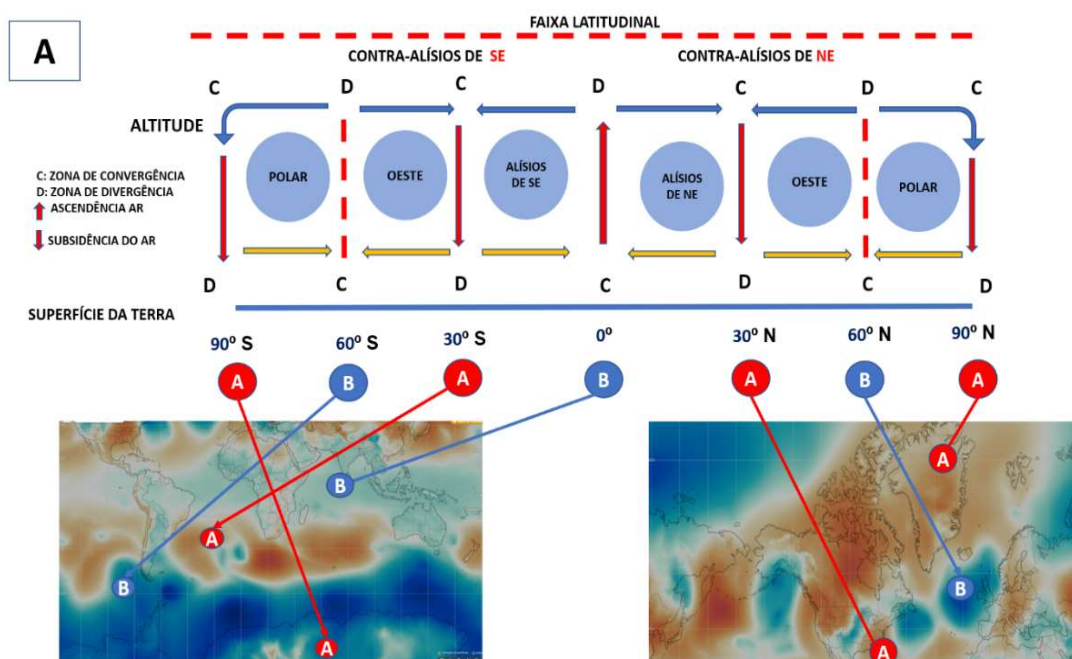 FAIXA LATITUDINAL
A
CONTRA-ALÍSIOS DE SE
CONTRA-ALÍSIOS DE NE
C D C D C D C
ALTITUDE
C: ZONA DE CONVERGÊNCIA
D: ZONA DE DIVERGÊNCIA
ASCENDÊNCIA AR
SUBSIDÊNCIA DO AR
POLAR
OESTE
ALÍSIOS
DE SE
ALÍSIOS
DE NE
OESTE
POLAR
D C D C D C D
SUPERFÍCIE DA TERRA
90º S 60º S 30º S 0º 30º N 60º N 90º N
A B A B A B A
B
A
B
A
A
B
A